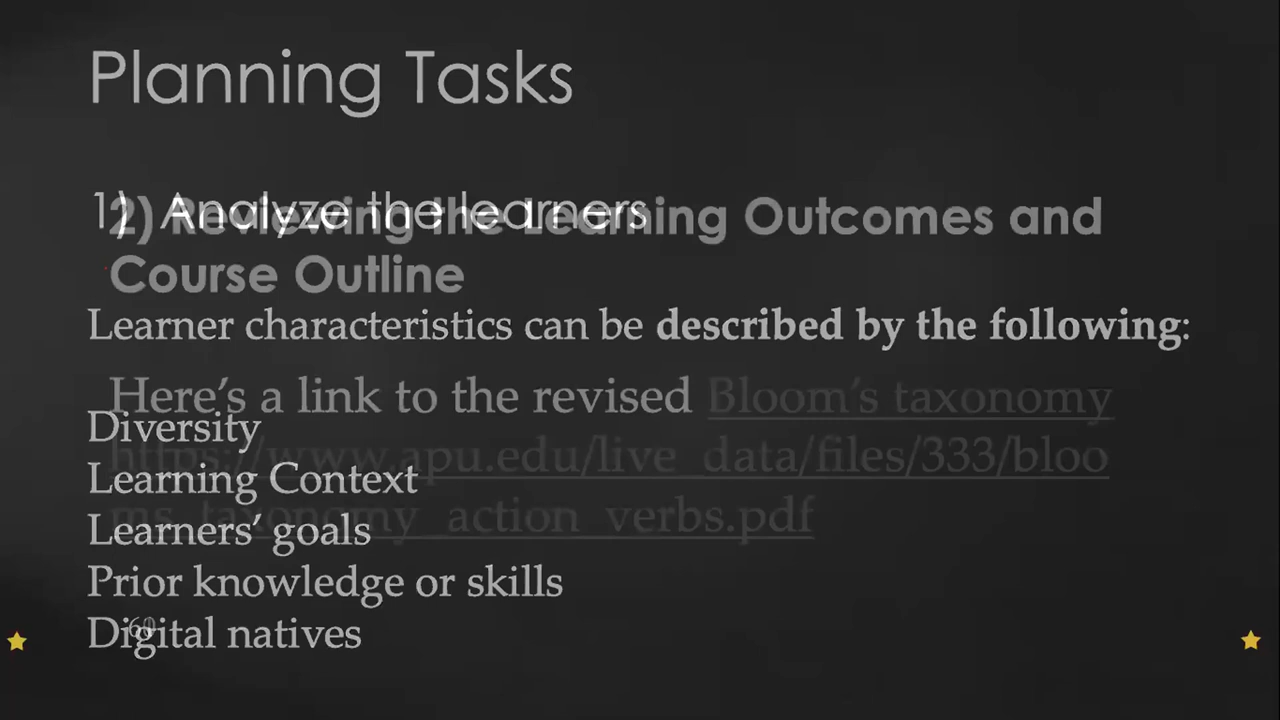 Planning Tasks
1) Analyze the learners
2) Reviewing the Learning Outcomes and
Course Outline
Learner characteristics can be described by the following:
Here's a link to the revised Bloom's taxonomy
https://www.apu.edu/live_data/files/333/bloo
ms_taxonomy_action_verbs.pdf
Diversity
Learning Context
Learners' goals
Prior knowledge or skills
Digital natives